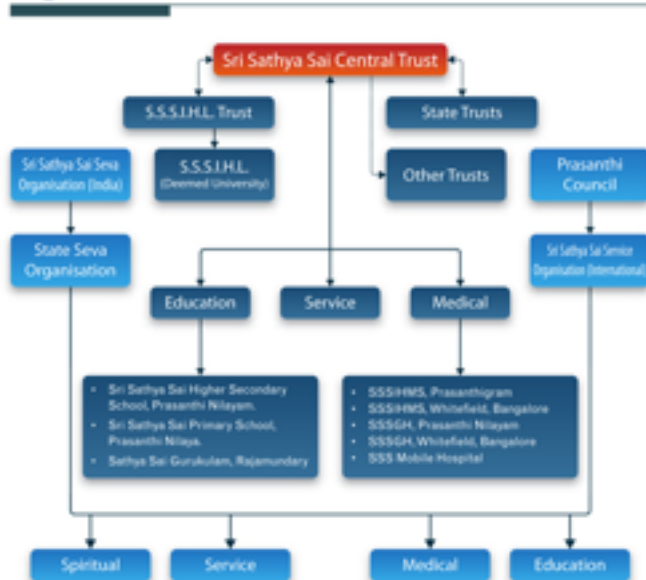 Sri Sathya Sai Central Trust
S.S.S.I.H.L. Trust
State Trusts
Sri Sathya Sai Seva
Organisation (India)
S.S.S.I.H.L.
(Deemed University)
Other Trusts
Prasanthi
Council
State Seva
Organisation
Sri Sathya Sai Service
Organisation (International)
Education
Service
Medical
• Sri Sathya Sai Higher Secondary
School, Prasanthi Nilayam.
• Sri Sathya Sai Primary School,
Prasanthi Nilaya.
• Sathya Sai Gurukulam, Rajamundary
• SSSIHMS, Prasanthigram
• SSSIHMS, Whitefield, Bangalore
• SSSGH, Prasanthi Nilayam
• SSSGH, Whitefield, Bangalore
• SSS Mobile Hospital
Spiritual
Service
Medical
Education